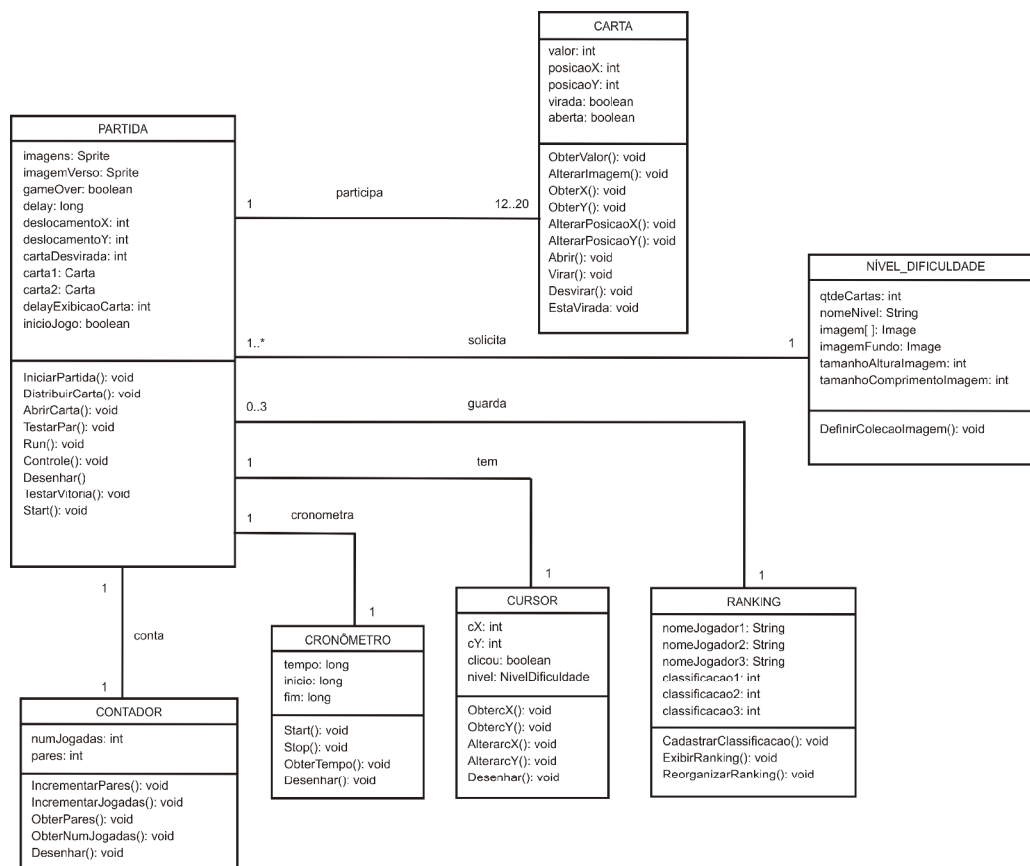 CARTA
valor: int
posicaoX: int
posicaoY: int
virada: boolean
aberta: boolean
ObterValor(): void
AlterarImagem(): void
ObterX(): void
ObterY(): void
AlterarPosicaoX(): void
AlterarPosicaoY(): void
Abrir(): void
Virar(): void
Desvirar(): void
EstaVirada: void
PARTIDA
imagens: Sprite
imagemVerso: Sprite
gameOver: boolean
delay: long
deslocamentoX: int
deslocamentoY: int
cartaDesvirada: int
carta1: Carta
carta2: Carta
delayExibicaoCarta: int
inicioJogo: boolean
IniciarPartida(): void
DistribuirCarta(): void
AbrirCarta(): void
TestarPar(): void
Run(): void
Controle(): void
Desenhar()
TestarVitoria(): void
Start(): void
participa
1
12..20
NÍVEL_DIFICULDADE
qtdeCartas: int
nomeNivel: String
imagem[ ]: Image
imagemFundo: Image
tamanhoAlturaImagem: int
tamanhoComprimentoImagem: int
DefinirColecaoImagem(): void
1..*
solicita
1
0..3
guarda
1
1
tem
1
1
cronometra
1
1
conta
1
CONTADOR
numJogadas: int
pares: int
IncrementarPares(): void
IncrementarJogadas(): void
ObterPares(): void
ObterNumJogadas(): void
Desenhar(): void
CRONÔMETRO
tempo: long
inicio: long
fim: long
Start(): void
Stop(): void
ObterTempo(): void
Desenhar(): void
CURSOR
cX: int
cY: int
clicou: boolean
nivel: NivelDificuldade
ObtercX(): void
ObtercY(): void
AlterarcX(): void
AlterarcY(): void
Desenhar(): void
RANKING
nomeJogador1: String
nomeJogador2: String
nomeJogador3: String
classificacao1: int
classificacao2: int
classificacao3: int
CadastrarClassificacao(): void
ExibirRanking(): void
ReorganizarRanking(): void